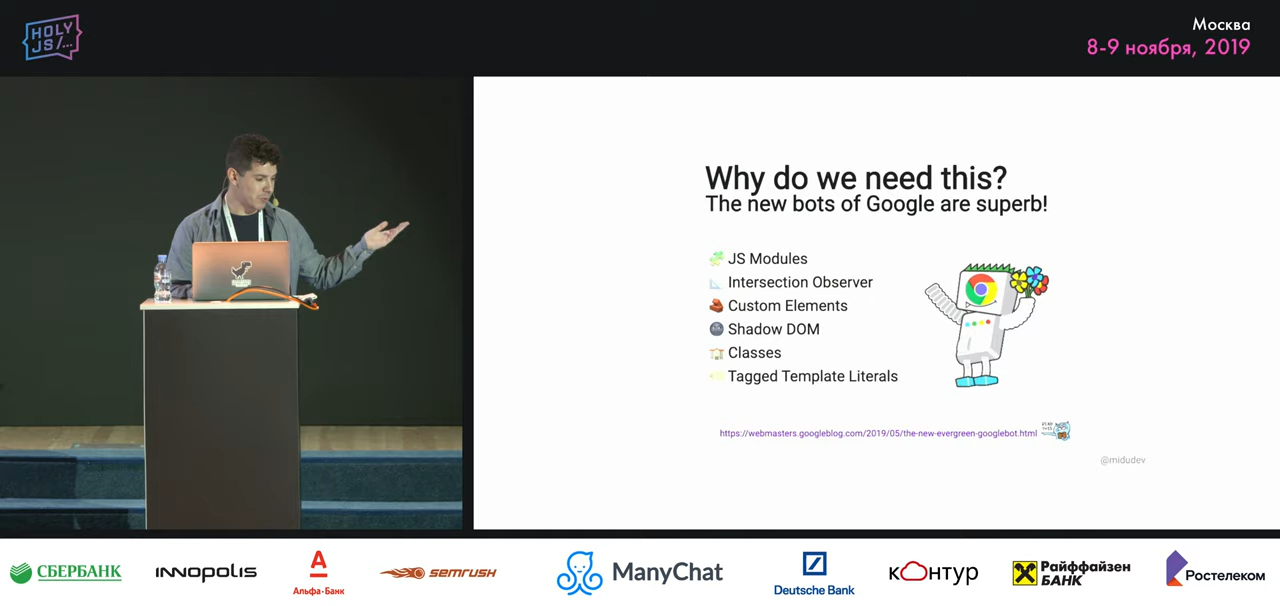 HOLY
JS/...
Москва
8-9 ноября, 2019
Why do we need this?
The new bots of Google are superb!
JS Modules
Intersection Observer
Custom Elements
Shadow DOM
Classes
Tagged Template Literals
https://webmasters.googleblog.com/2019/05/the-new-evergreen-googlebot.html
@midudev
СБЕРБАНК
INNOPOLIS
А
Альфа·Банк
semrush
ManyChat
Deutsche Bank
контур
Райффайзен
БАНК
Ростелеком